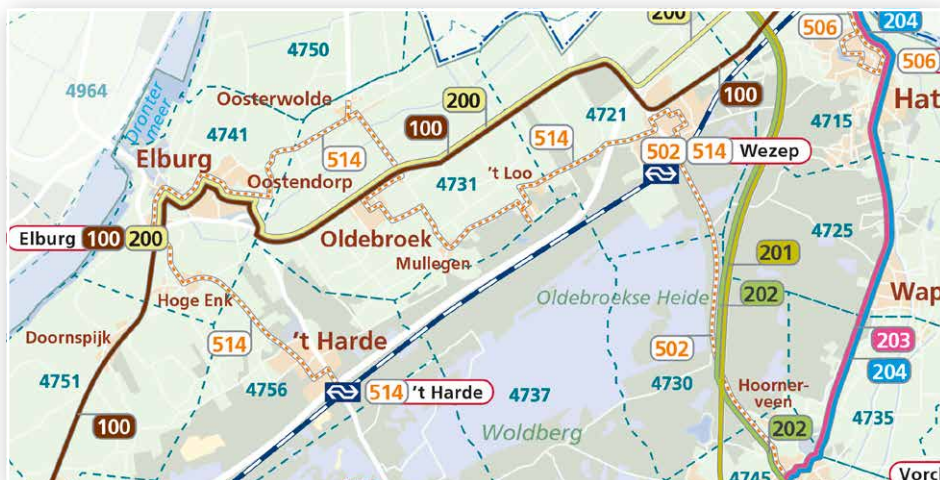 200
506
204
4750
506
4964
Oosterwolde
200
100
Hat
Dronter
meer
4741
100
4721
4715
514
Elburg
514
502
514
Wezep
Oostendorp
4731
't Loo
4725
Elburg
100
200
Oldebroek
Mullegen
201
202
Oldebroekse Heide
Wap
Hoge Enk
Doornspijk
514
't Harde
502
203
4751
4756
514
't Harde
4737
4730
204
Hoorner-
veen
4735
100
Woldberg
202
4745
Vorc